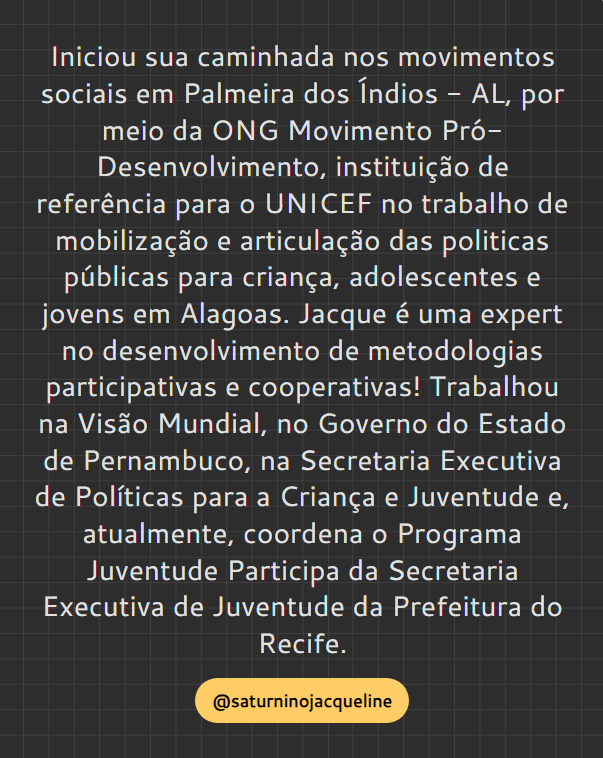 Iniciou sua caminhada nos movimentos
sociais em Palmeira dos Índios - AL, por
meio da ONG Movimento Pró-
Desenvolvimento, instituição de
referência para o UNICEF no trabalho de
mobilização e articulação das politicas
públicas para criança, adolescentes e
jovens em Alagoas. Jacque é uma expert
no desenvolvimento de metodologias
participativas e cooperativas! Trabalhou
na Visão Mundial, no Governo do Estado
de Pernambuco, na Secretaria Executiva
de Políticas para a Criança e Juventude e,
atualmente, coordena o Programa
Juventude Participa da Secretaria
Executiva de Juventude da Prefeitura do
Recife.
@saturninojacqueline